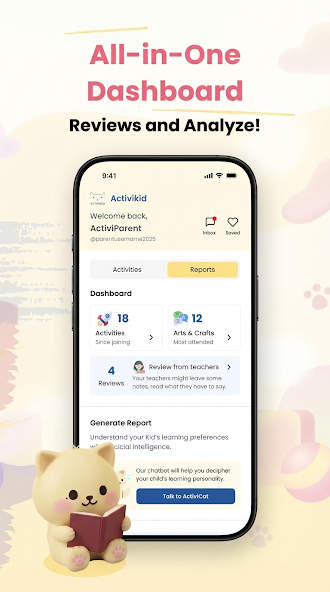 All-in-One
Dashboard
Reviews and Analyze!
9:41
ACTIVIKID
Activikid
Welcome back,
ActiviParent
@parentusername2025
Inbox
Saved
Activities
Reports
Dashboard
18
Activities
Since joining
12
Arts & Crafts
Most attended
4
Reviews
Review from teachers
Your teachers might leave some
notes, read what they have to say.
Generate Report
Understand your Kid's learning preferences
cicial intelligence.
Our chatbot will help you decipher
your child's learning personality.
Talk to ActiviCat